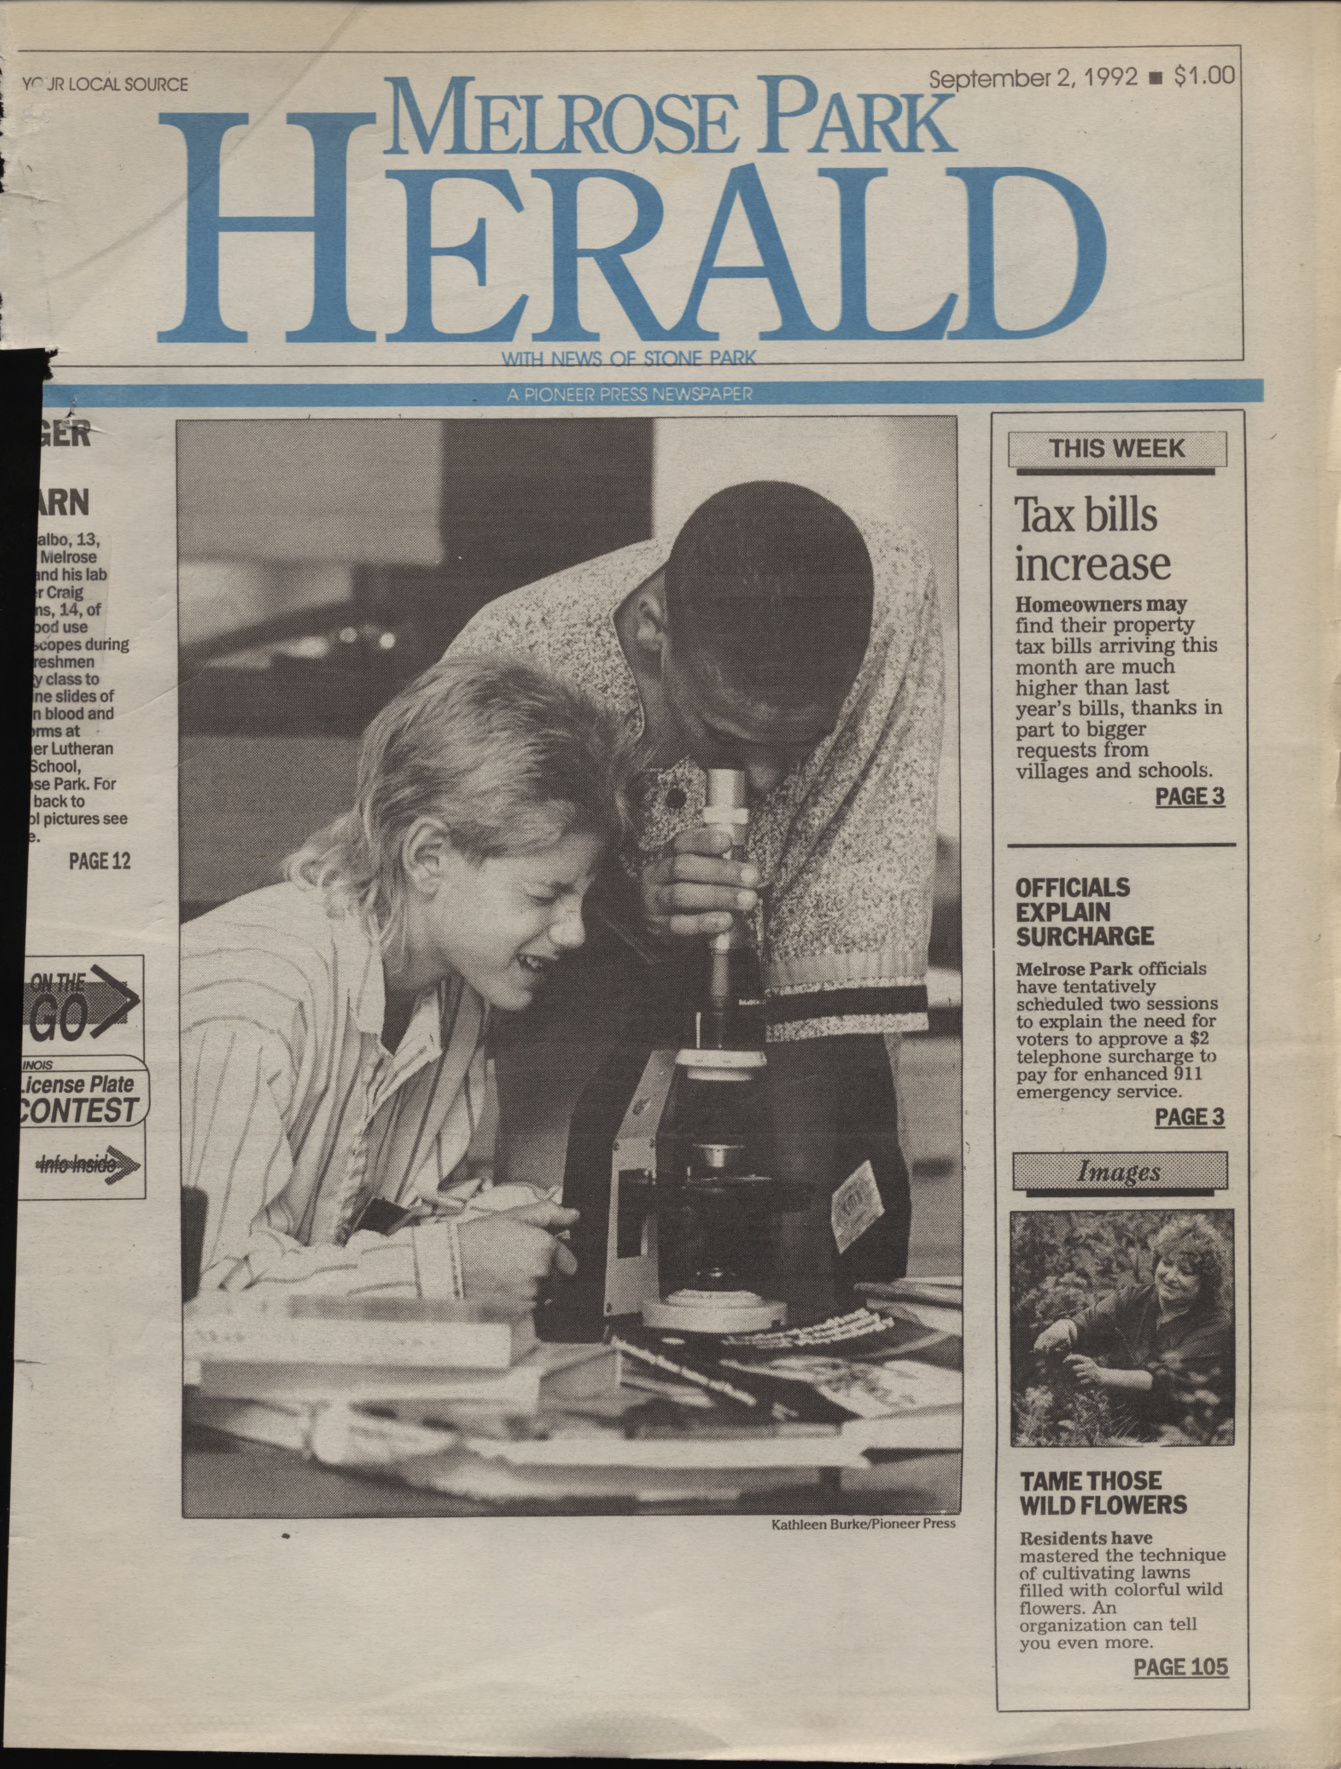 YOUR LOCAL SOURCE
September 2, 1992 ■ $1.00
MELROSE PARK
HERALD
WITH NEWS OF STONE PARK
A PIONEER PRESS NEWSPAPER
GER
ARN
albo, 13,
Melrose
and his lab
r Craig
ms, 14, of
ood use
scopes during
reshmen
y class to
ne slides of
n blood and
orms at
er Lutheran
School,
ose Park. For
back to
ol pictures see
e.
PAGE 12
ON THE
GO
INOIS
License Plate
CONTEST
Info Inside
Kathleen Burke/Pioneer Press
THIS WEEK
Tax bills
increase
Homeowners may
find their property
tax bills arriving this
month are much
higher than last
year's bills, thanks in
part to bigger
requests from
villages and schools.
PAGE 3
OFFICIALS
EXPLAIN
SURCHARGE
Melrose Park officials
have tentatively
scheduled two sessions
to explain the need for
voters to approve a $2
telephone surcharge to
pay for enhanced 911
emergency service.
PAGE 3
Images
TAME THOSE
WILD FLOWERS
Residents have
mastered the technique
of cultivating lawns
filled with colorful wild
flowers. An
organization can tell
you even more.
PAGE 105